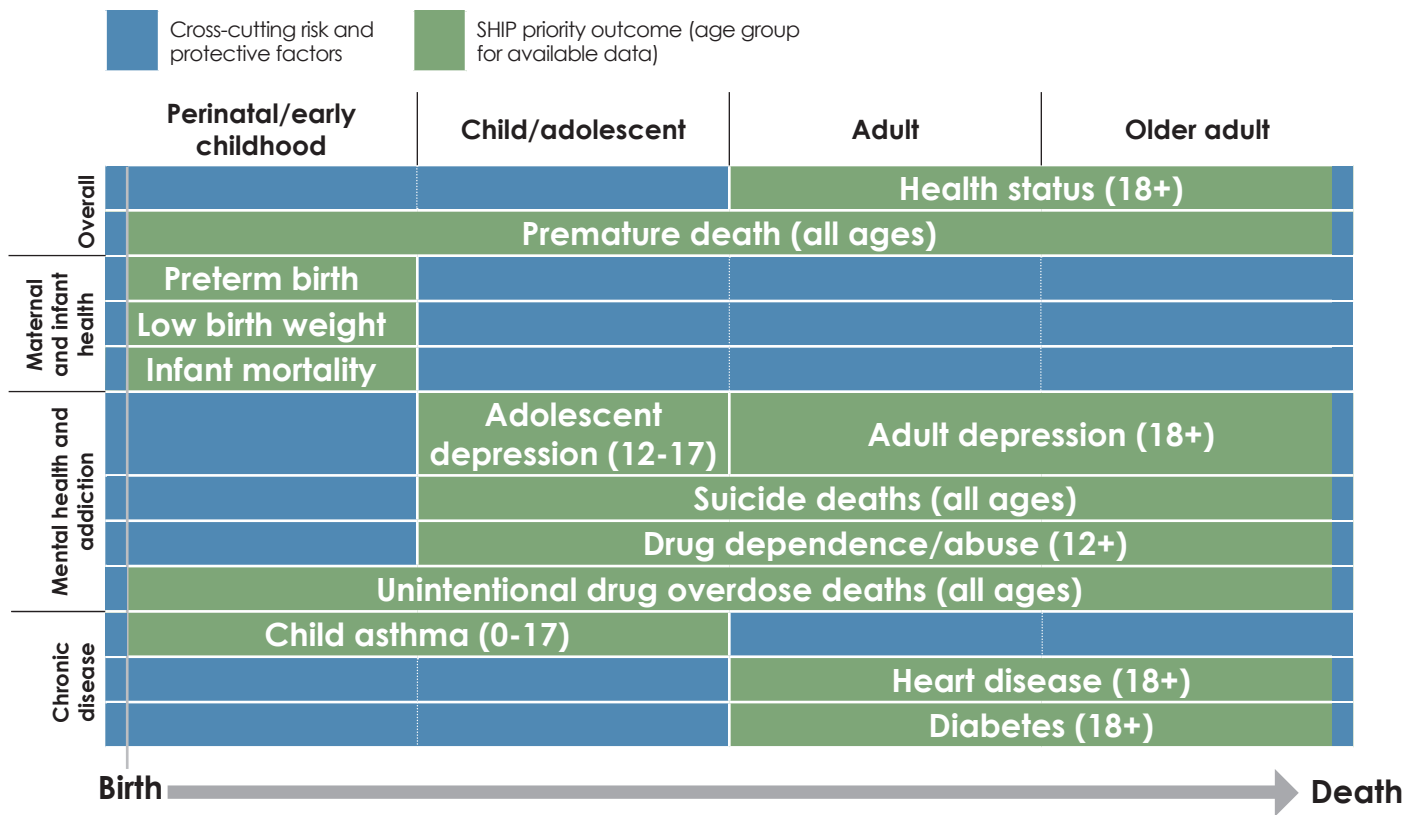 Cross-cutting risk and
protective factors
SHIP priority outcome (age group
for available data)
Perinatal/early
childhood
Child/adolescent
Adult
Older adult
Overall
Health status (18+)
Premature death (all ages)
Maternal
and infant
health
Preterm birth
Low birth weight
Infant mortality
Mental health and
addiction
Adolescent
depression (12-17)
Adult depression (18+)
Suicide deaths (all ages)
Drug dependence/abuse (12+)
Unintentional drug overdose deaths (all ages)
Chronic
disease
Child asthma (0-17)
Heart disease (18+)
Diabetes (18+)
Birth
Death